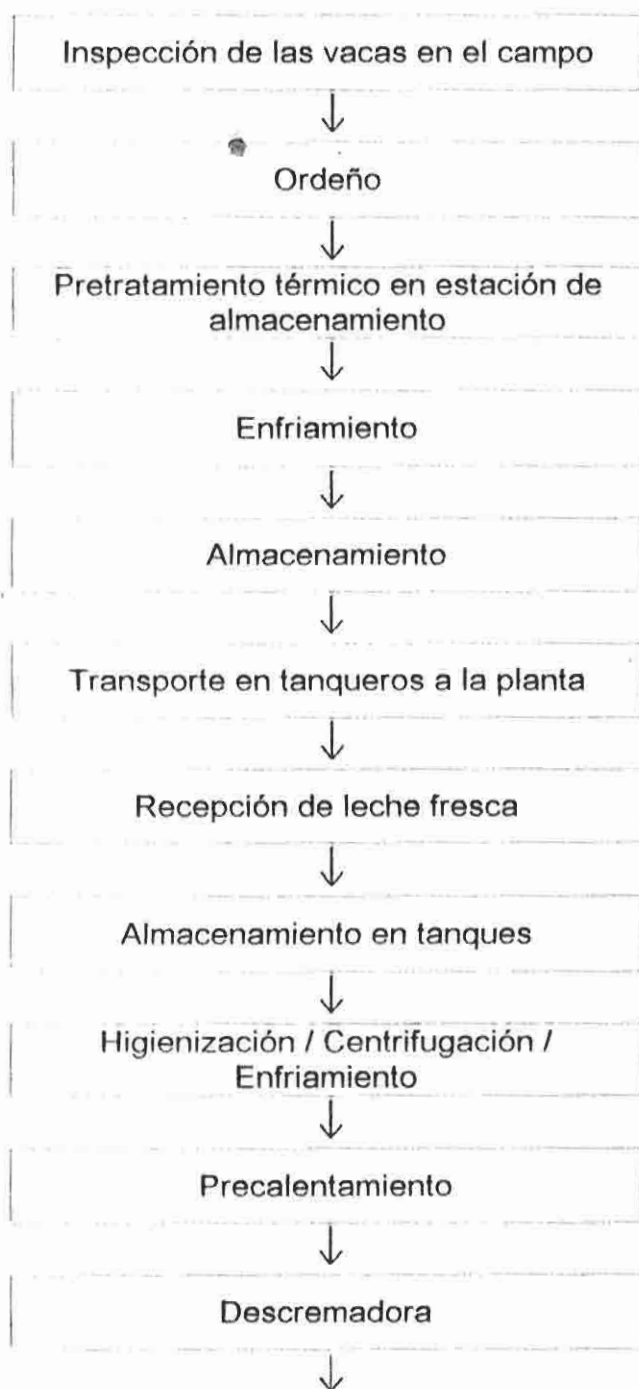 Inspección de las vacas en el campo
Ordeño
Pretratamiento térmico en estación de
almacenamiento
Enfriamiento
Almacenamiento
Transporte en tanqueros a la planta
Recepción de leche fresca
Almacenamiento en tanques
Higienización / Centrifugación /
Enfriamiento
Precalentamiento
Descremadora